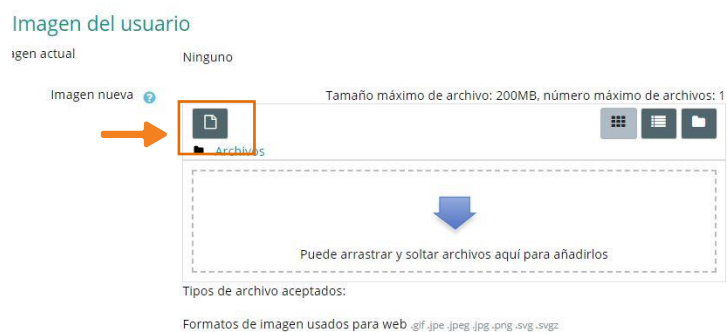 Imagen del usuario
gen actual
Ninguno
Imagen nueva
Tamaño máximo de archivo: 200MB, número máximo de archivos: 1
Archivos
Puede arrastrar y soltar archivos aquí para añadirlos
Tipos de archivo aceptados:
Formatos de imagen usados para web .gif .jpe .jpeg .jpg .png .svg .svgz